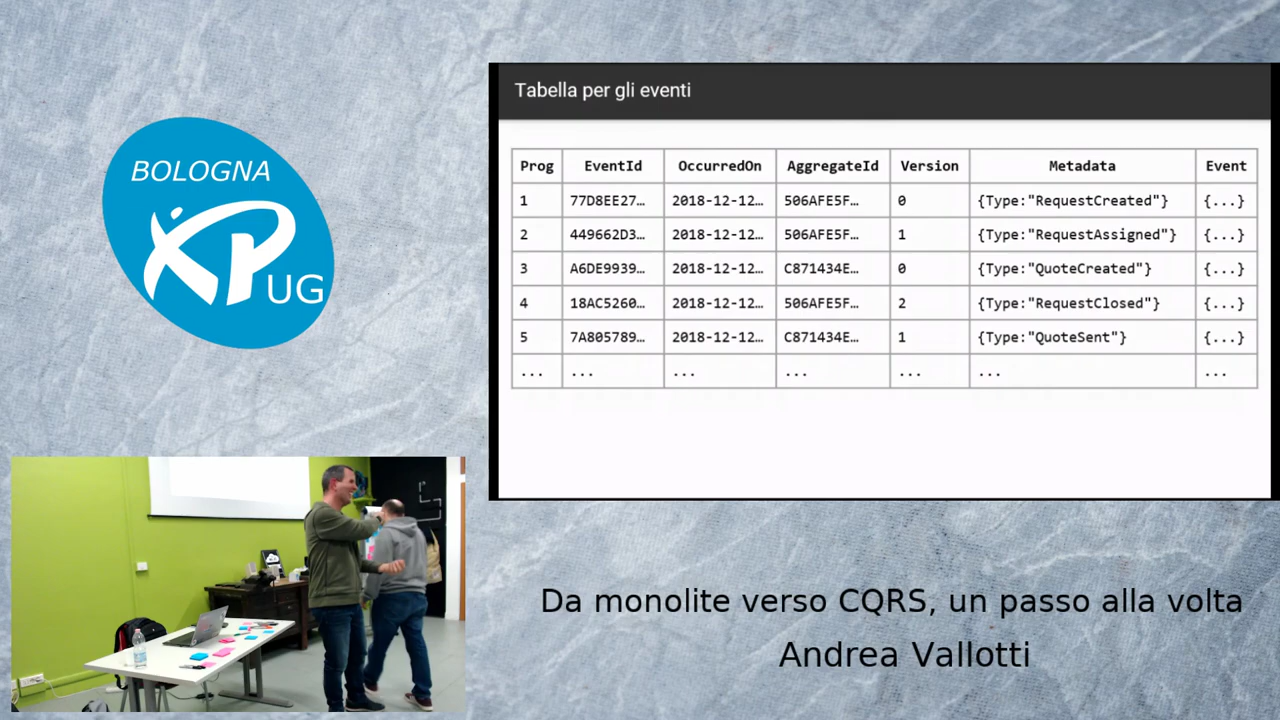 BOLOGNA
XP
UG
Tabella per gli eventi
Prog EventId OccurredOn AggregateId Version Metadata Event
1 77D8EE27… 2018-12-12… 506AFE5F… 0 {Type:"RequestCreated"} {...}
2 449662D3… 2018-12-12… 506AFE5F… 1 {Type:"RequestAssigned"} {...}
3 A6DE9939… 2018-12-12… C871434E… 0 {Type:"QuoteCreated"} {...}
4 18AC5260… 2018-12-12… 506AFE5F… 2 {Type:"RequestClosed"} {...}
5 7A805789… 2018-12-12… C871434E… 1 {Type:"QuoteSent"} {...}
... ... ... ... ... ... ...
Da monolite verso CQRS, un passo alla volta
Andrea Vallotti